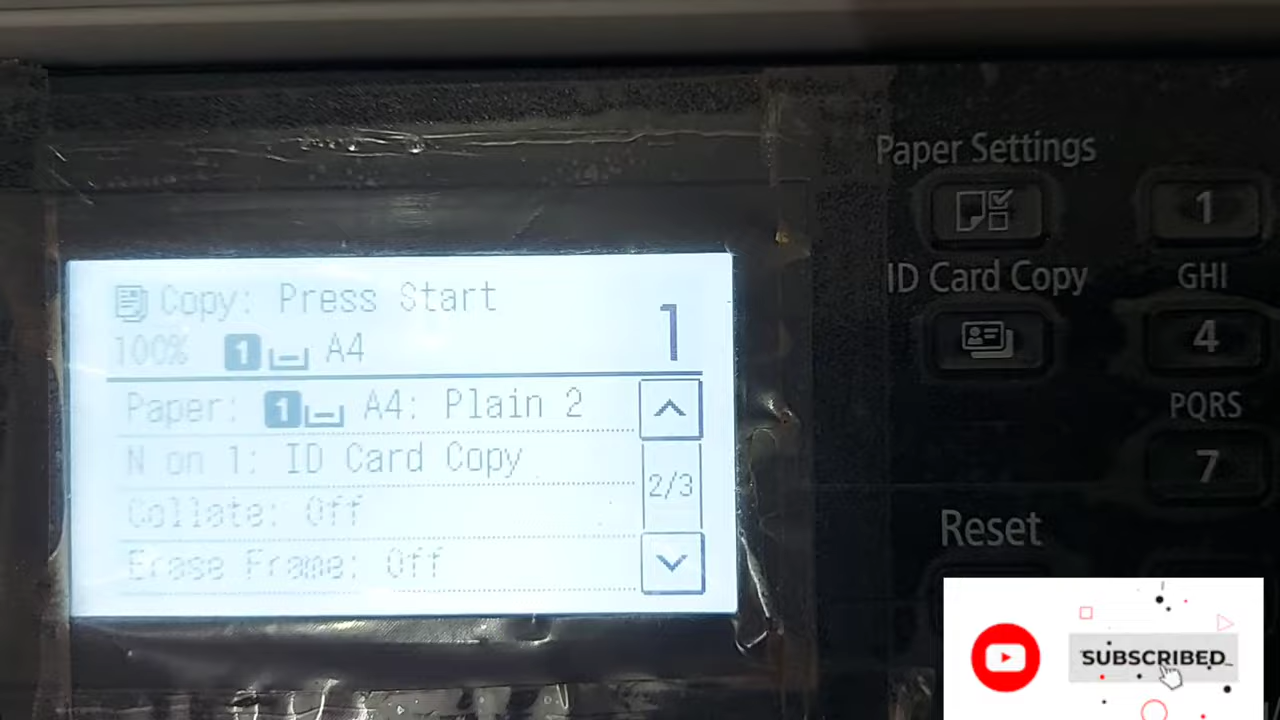 Copy: Press Start
1
100% 1 A4
Paper: 1 A4: Plain 2
N on 1: ID Card Copy
2/3
Collate: Off
Erase Frame: Off
Paper Settings
1
ID Card Copy
GHI
4
PQRS
7
Reset
SUBSCRIBED